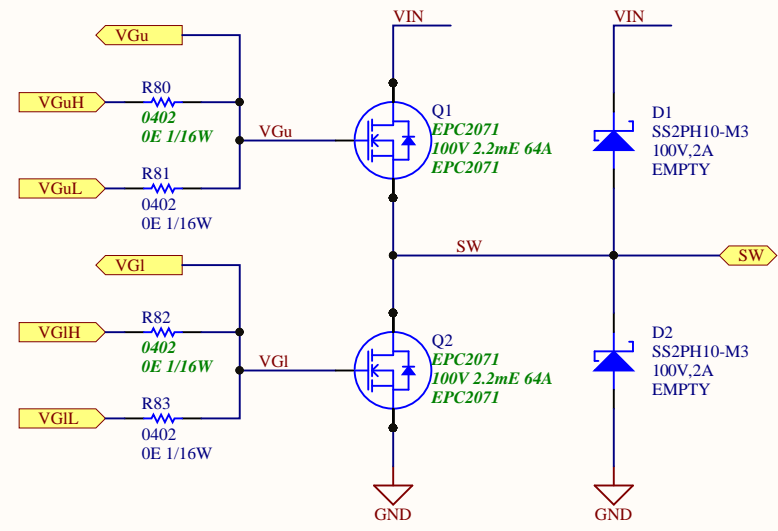 VIN
VIN
VGu
R80
VGuH
0402
0E 1/16W
VGu
Q1
EPC2071
100V 2.2mE 64A
EPC2071
D1
SS2PH10-M3
100V,2A
EMPTY
R81
VGuL
0402
0E 1/16W
SW
SW
VGl
R82
VGlH
0402
0E 1/16W
VGl
Q2
EPC2071
100V 2.2mE 64A
EPC2071
D2
SS2PH10-M3
100V,2A
EMPTY
R83
VGlL
0402
0E 1/16W
GND
GND